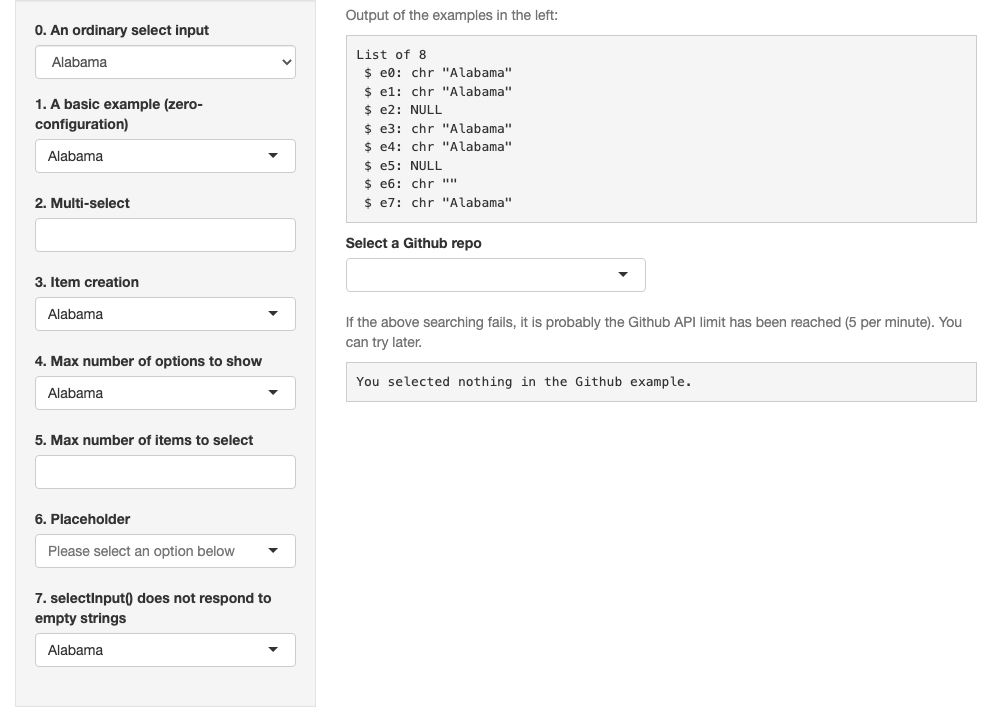 0. An ordinary select input
Alabama
1. A basic example (zero-
configuration)
Alabama
2. Multi-select
3. Item creation
Alabama
4. Max number of options to show
Alabama
5. Max number of items to select
6. Placeholder
Please select an option below
7. selectInput() does not respond to
empty strings
Alabama
Output of the examples in the left:
List of 8
 $ e0: chr "Alabama"
 $ e1: chr "Alabama"
 $ e2: NULL
 $ e3: chr "Alabama"
 $ e4: chr "Alabama"
 $ e5: NULL
 $ e6: chr ""
 $ e7: chr "Alabama"
Select a Github repo
If the above searching fails, it is probably the Github API limit has been reached (5 per minute). You
can try later.
You selected nothing in the Github example.